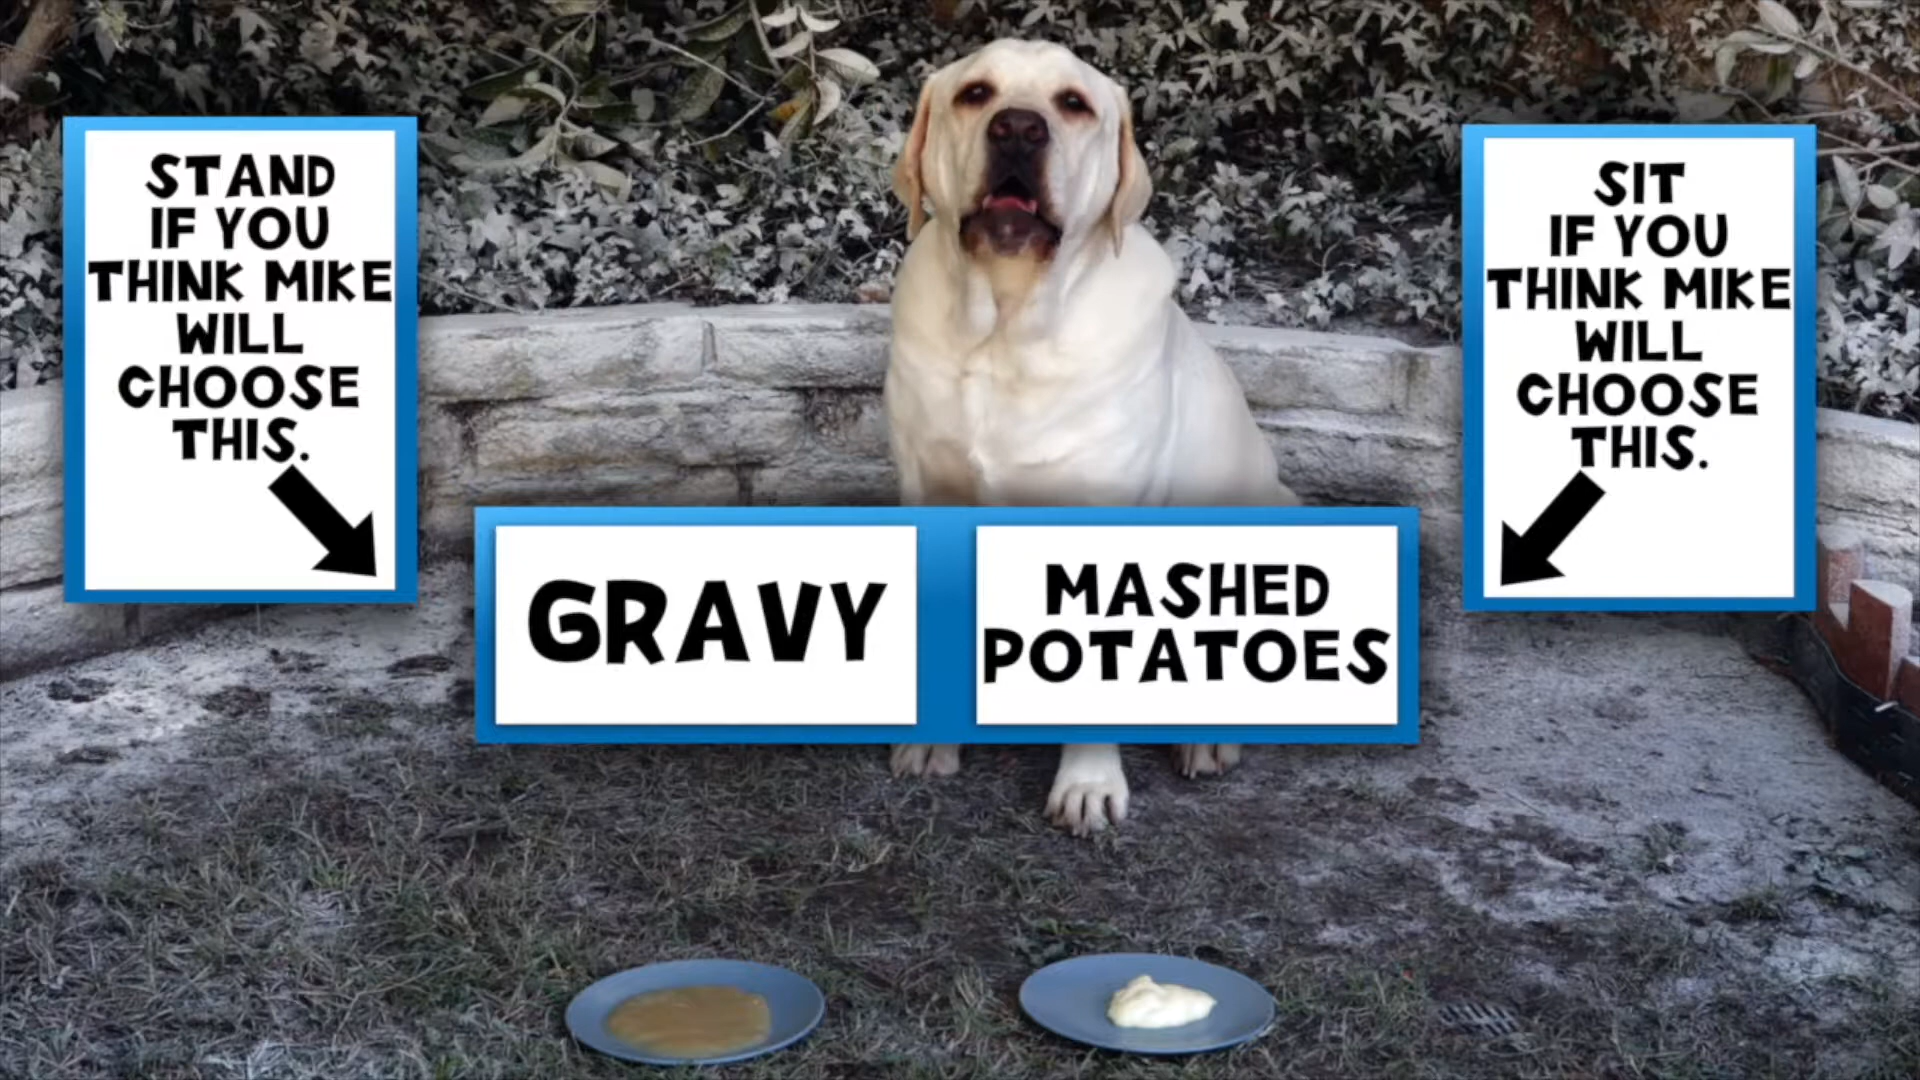 STAND
IF YOU
THINK MIKE
WILL
CHOOSE
THIS.
GRAVY
MASHED
POTATOES
SIT
IF YOU
THINK MIKE
WILL
CHOOSE
THIS.